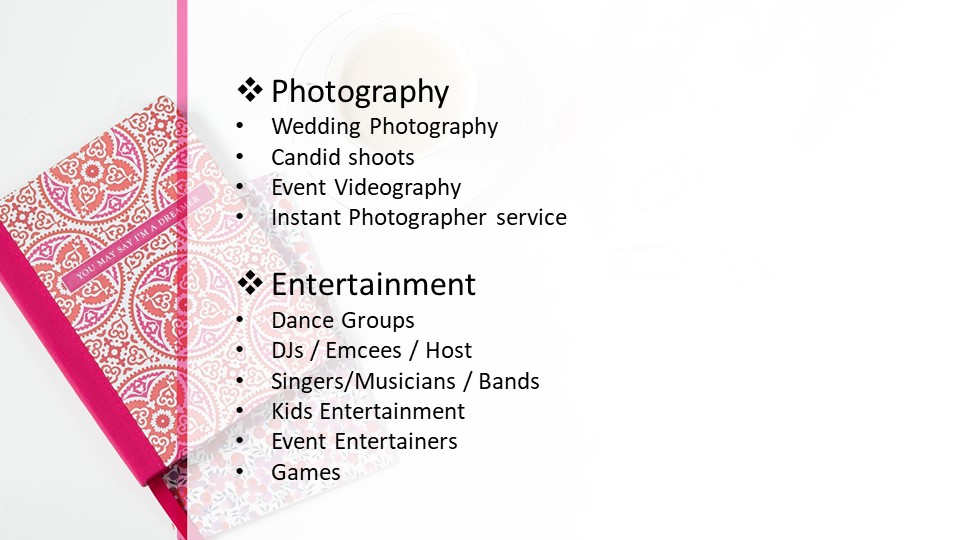 ❖ Photography
• Wedding Photography
• Candid shoots
• Event Videography
• Instant Photographer service
❖ Entertainment
• Dance Groups
• DJs / Emcees / Host
• Singers/Musicians / Bands
• Kids Entertainment
• Event Entertainers
• Games
YOU MAY SAY I'M A DREAMER